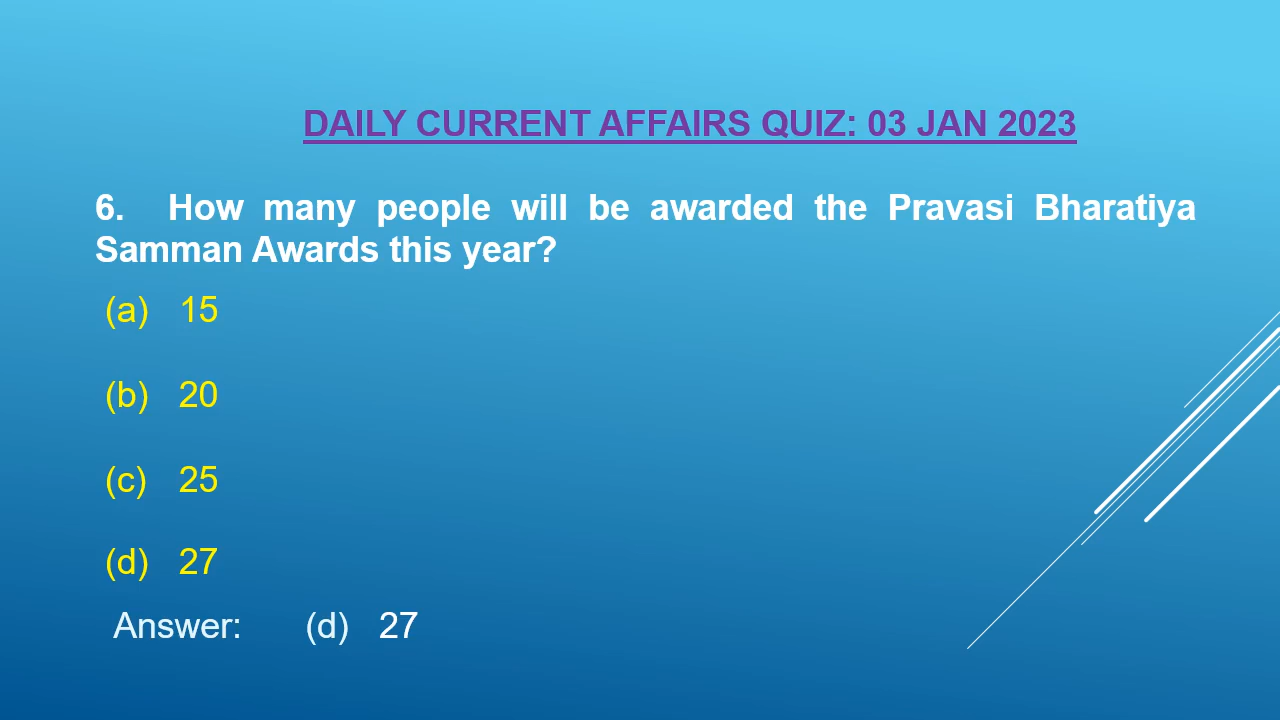 DAILY CURRENT AFFAIRS QUIZ: 03 JAN 2023
6. How many people will be awarded the Pravasi Bharatiya
Samman Awards this year?
(a) 15
(b) 20
(c) 25
(d) 27
Answer: (d) 27